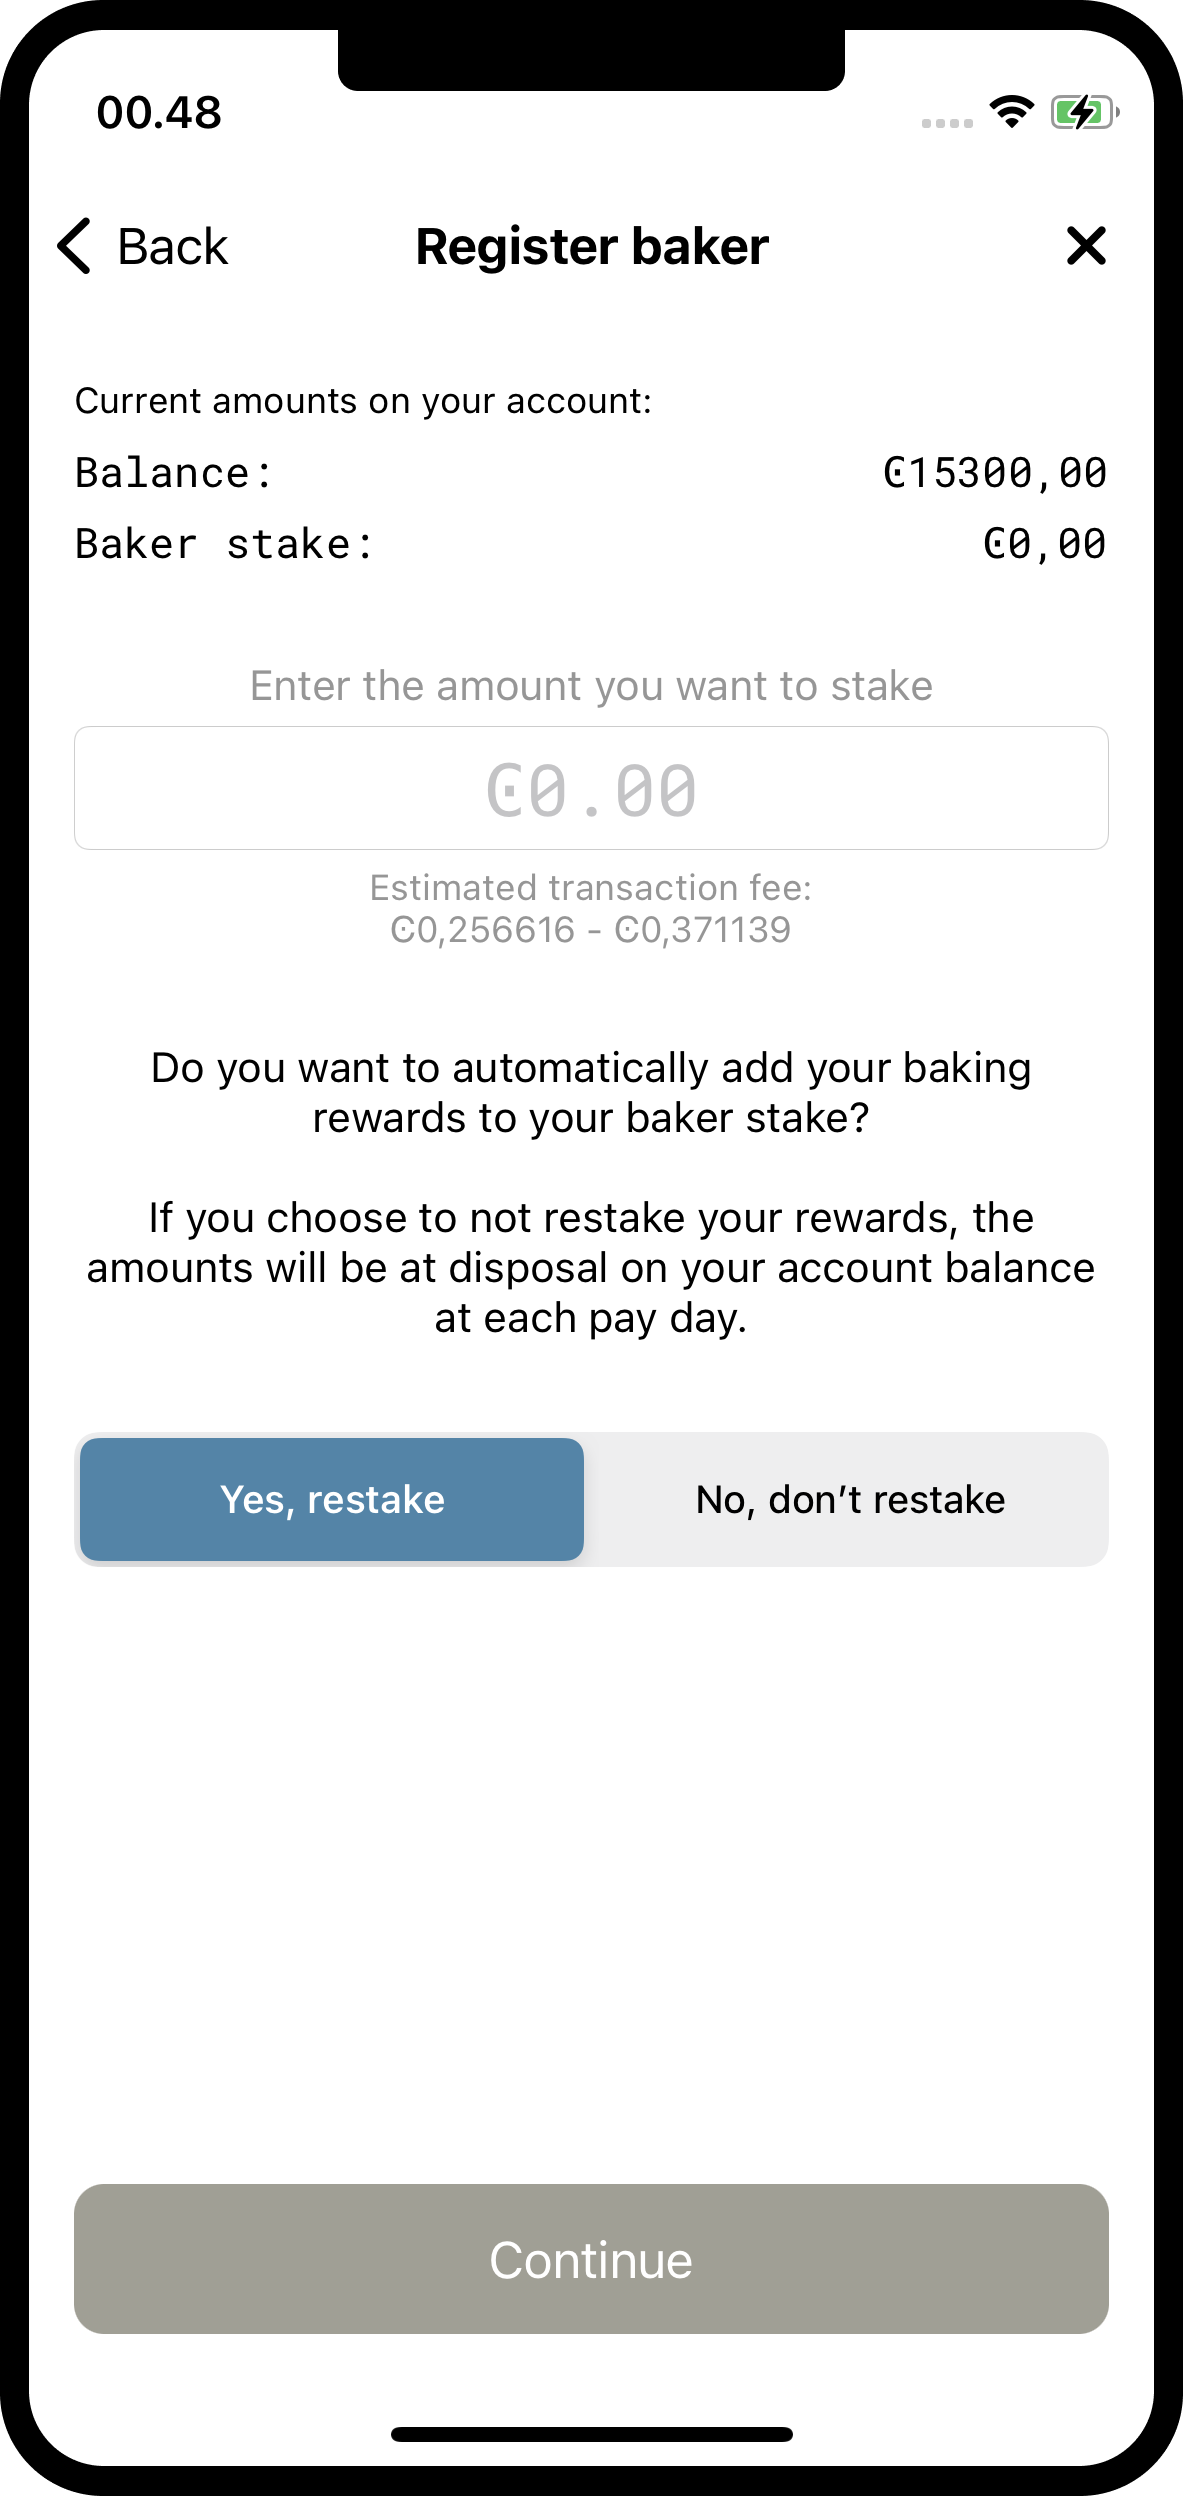 00.48
Back
Register baker
Current amounts on your account:
Balance: Ͼ15300,00
Baker stake: Ͼ0,00
Enter the amount you want to stake
Ͼ0.00
Estimated transaction fee:
Ͼ0,256616 - Ͼ0,371139
Do you want to automatically add your baking
rewards to your baker stake?
If you choose to not restake your rewards, the
amounts will be at disposal on your account balance
at each pay day.
Yes, restake
No, don’t restake
Continue